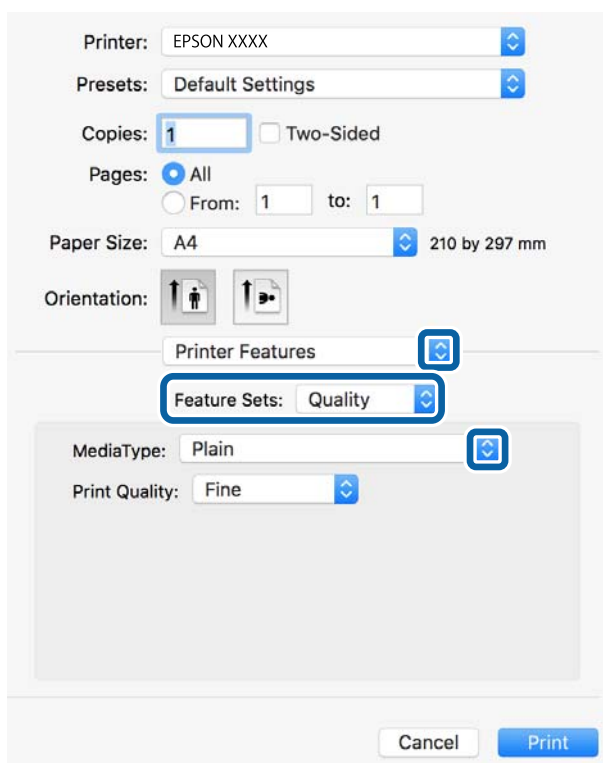 Printer: EPSON XXXX
Presets: Default Settings
Copies: 1 Two-Sided
Pages: All
From: 1 to: 1
Paper Size: A4 210 by 297 mm
Orientation:
Printer Features
Feature Sets: Quality
MediaType: Plain
Print Quality: Fine
Cancel Print